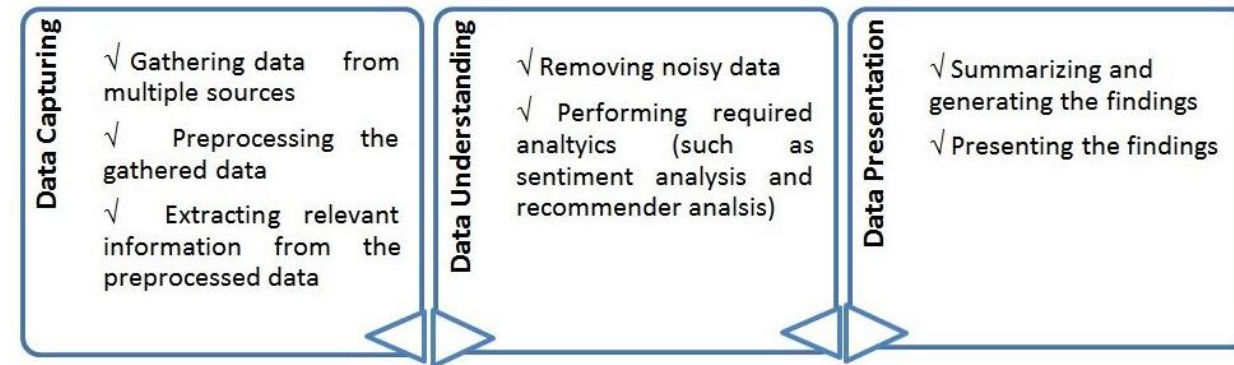 Data Capturing
√ Gathering data from
multiple sources
√ Preprocessing the
gathered data
√ Extracting relevant
information from the
preprocessed data
Data Understanding
√ Removing noisy data
√ Performing required
analtyics (such as
sentiment analysis and
recommender analsis)
Data Presentation
√ Summarizing and
generating the findings
√ Presenting the findings